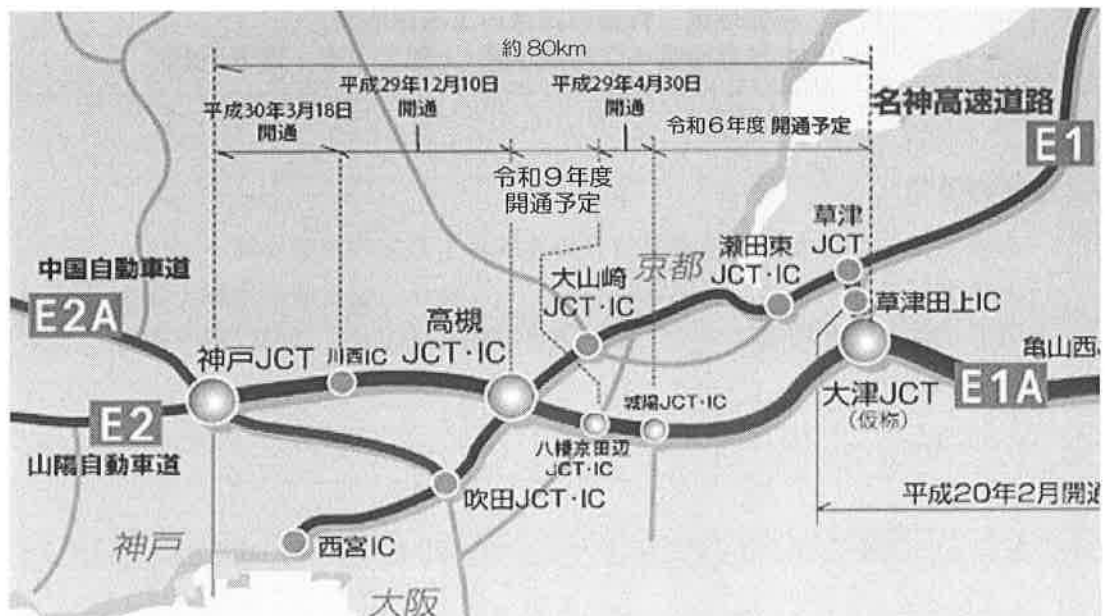 約80km
平成29年12月10日
開通
平成29年4月30日
開通
平成30年3月18日
開通
令和6年度 開通予定
名神高速道路
E1
令和9年度
開通予定
草津
JCT
瀬田東
JCT・IC
京都
大山崎
JCT・IC
中国自動車道
E2A
草津田上IC
高槻
JCT・IC
神戸JCT
川西IC
亀山西J
大津JCT
(仮称)
E1A
城陽JCT・IC
E2
八幡京田辺
JCT・IC
山陽自動車道
吹田JCT・IC
平成20年2月開通
神戸
西宮IC
大阪